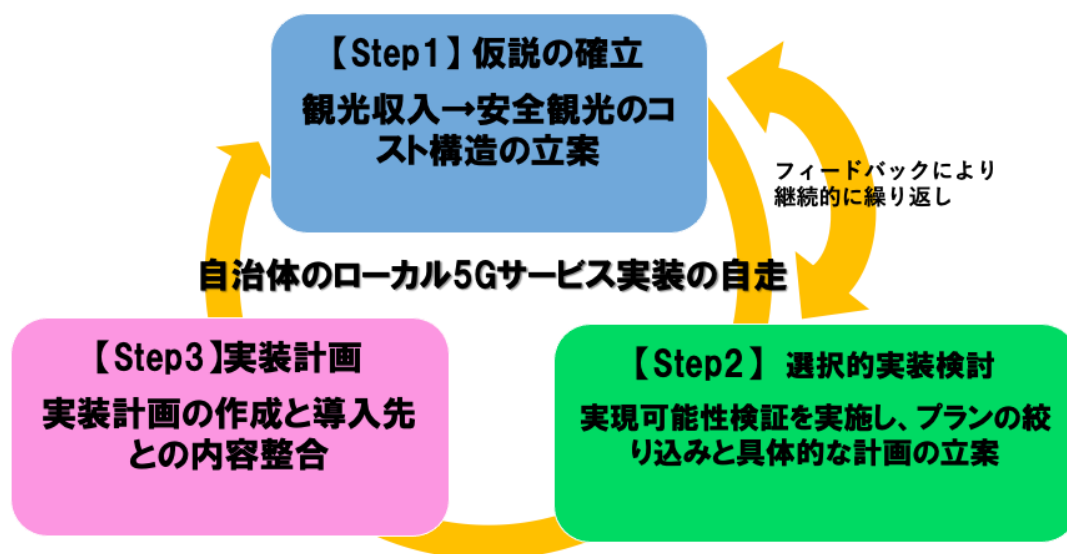 【Step1】仮説の確立
観光収入→安全観光のコ
スト構造の立案
フィードバックにより
継続的に繰り返し
自治体のローカル5Gサービス実装の自走
【Step3】実装計画
実装計画の作成と導入先
との内容整合
【Step2】 選択的実装検討
実現可能性検証を実施し、プランの絞
り込みと具体的な計画の立案